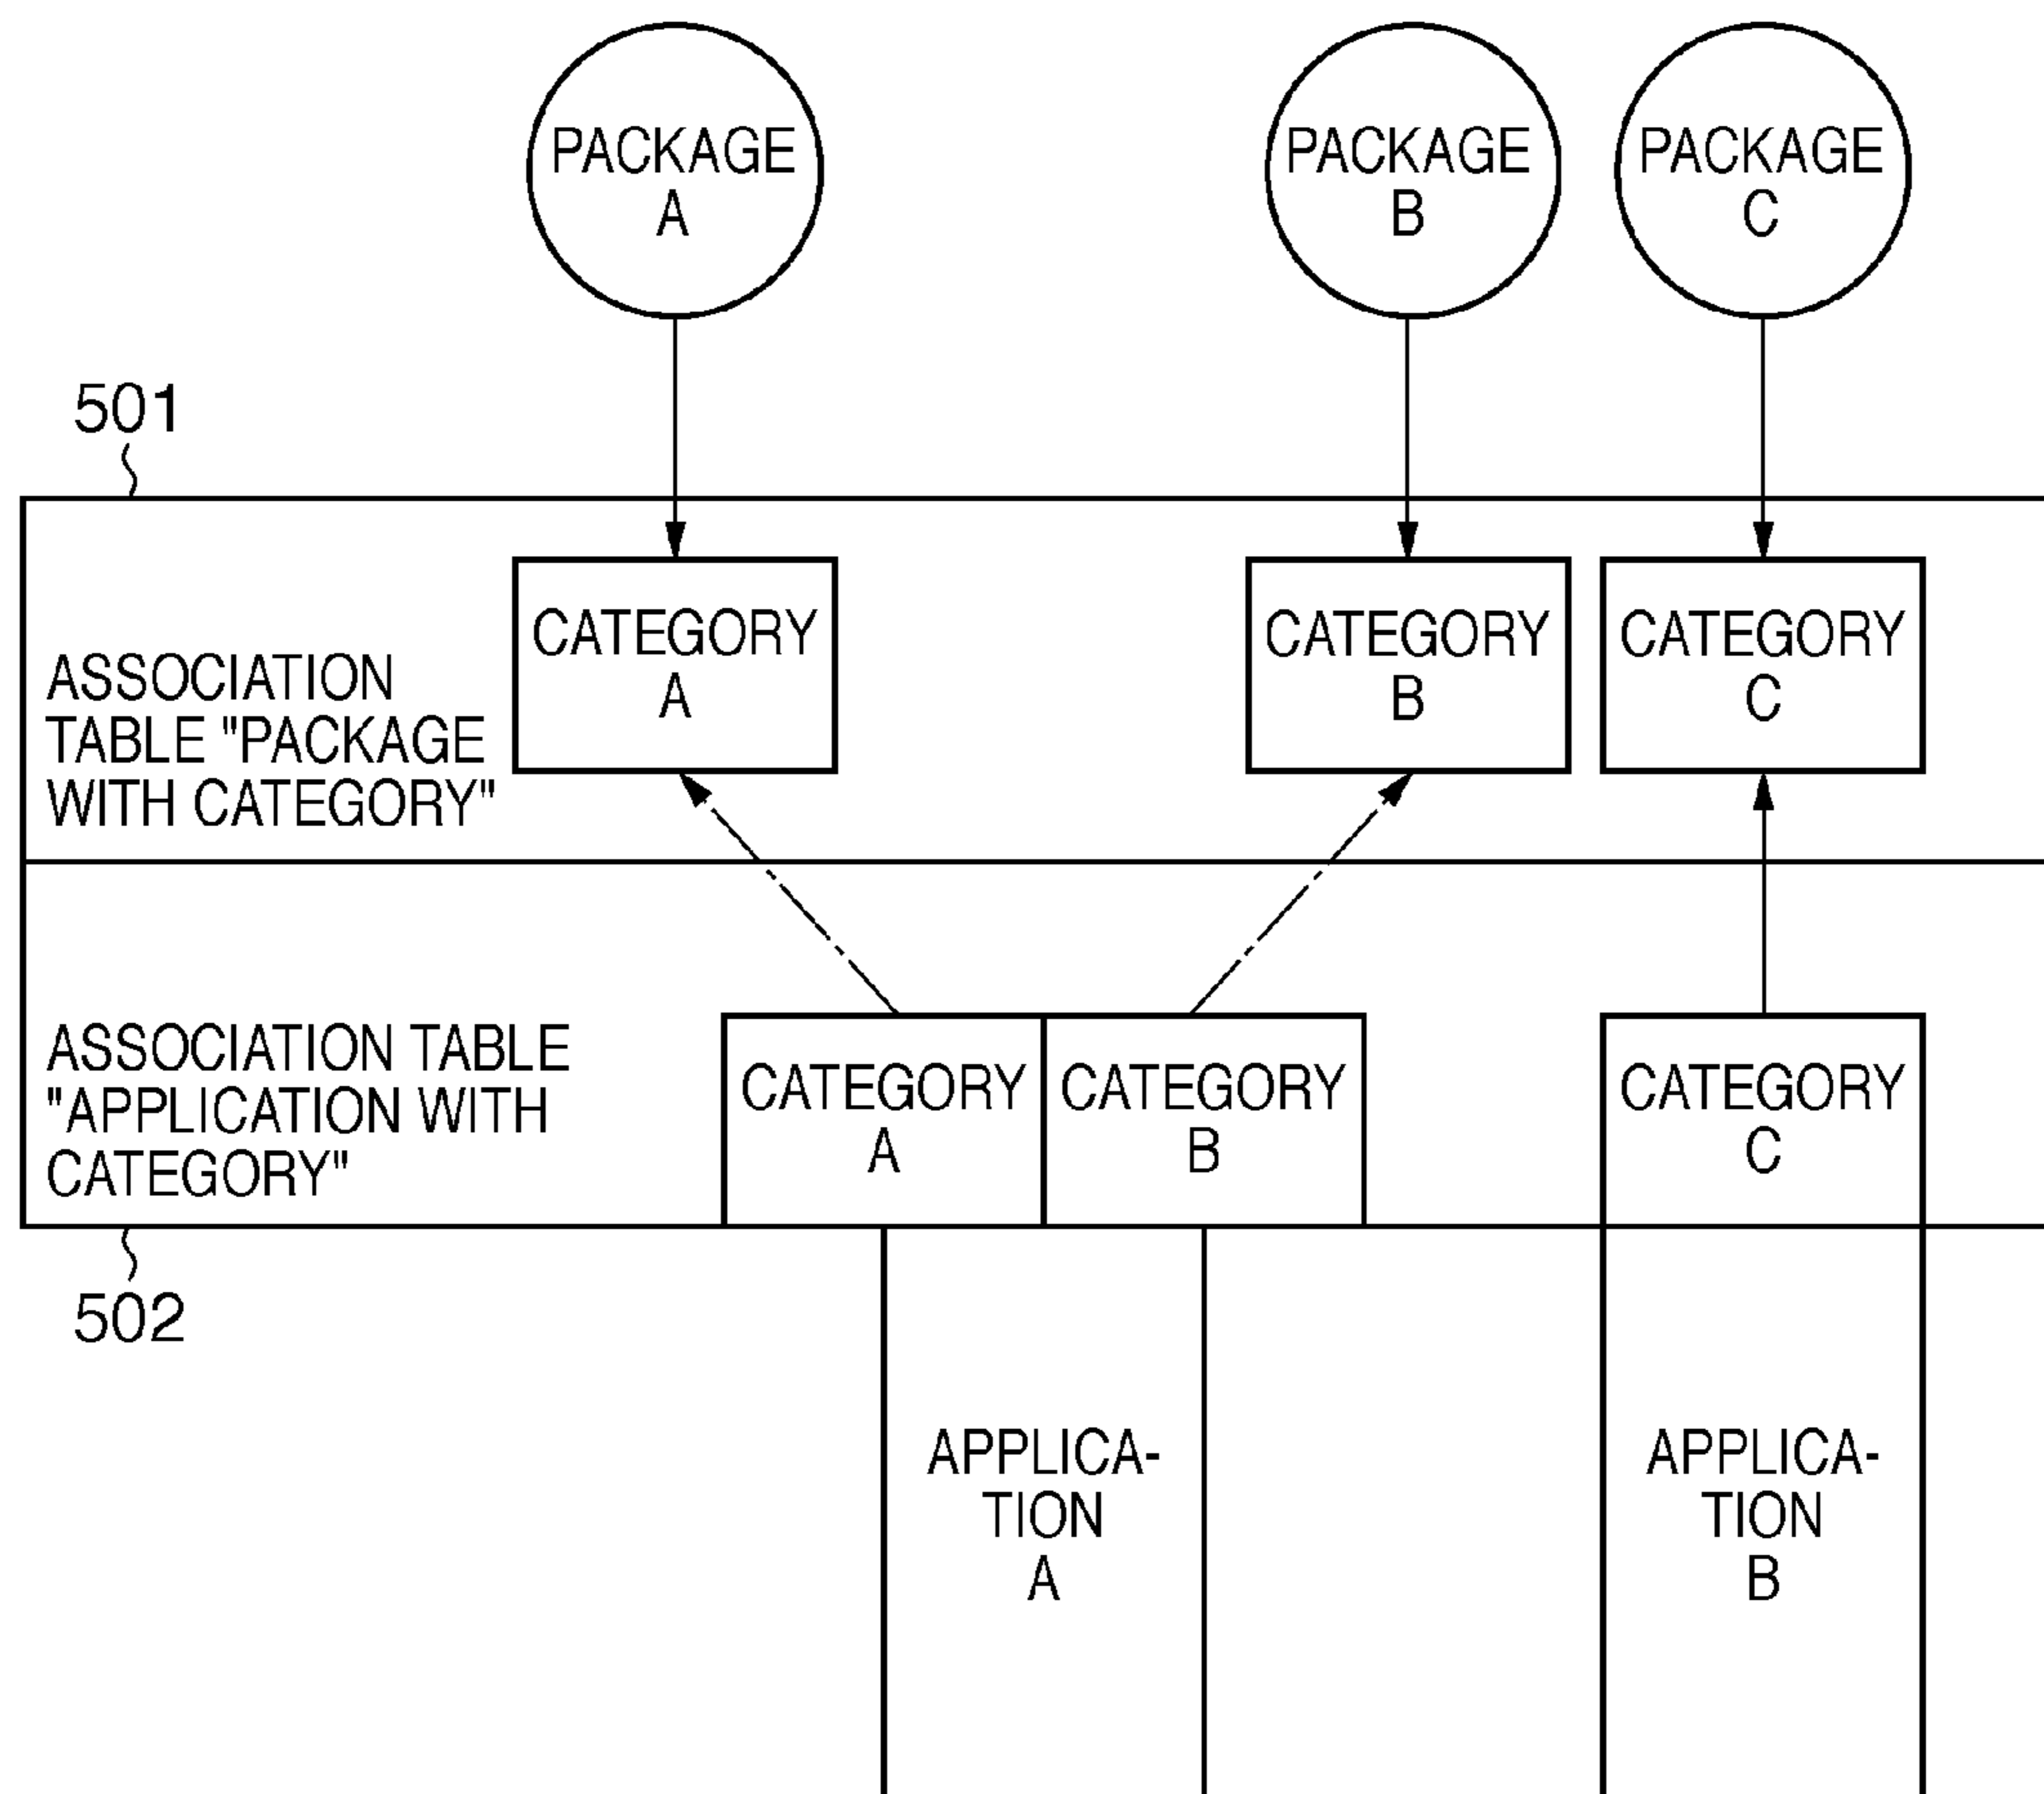 PACKAGE
A
PACKAGE
B
PACKAGE
C
501
CATEGORY
A
CATEGORY
B
CATEGORY
C
ASSOCIATION
TABLE "PACKAGE
WITH CATEGORY"
ASSOCIATION TABLE
"APPLICATION WITH
CATEGORY"
CATEGORY
A
CATEGORY
B
CATEGORY
C
502
APPLICA-
TION
A
APPLICA-
TION
B